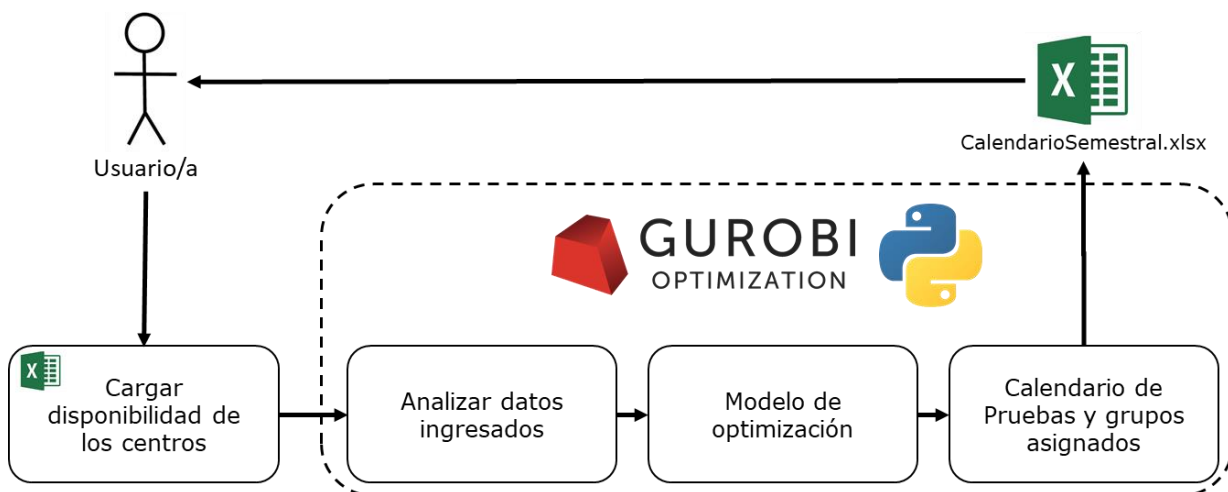 Usuario/a
X
CalendarioSemestral.xlsx
GUROBI
OPTIMIZATION
X
Cargar
disponibilidad de
los centros
Analizar datos
ingresados
Modelo de
optimización
Calendario de
Pruebas y grupos
asignados